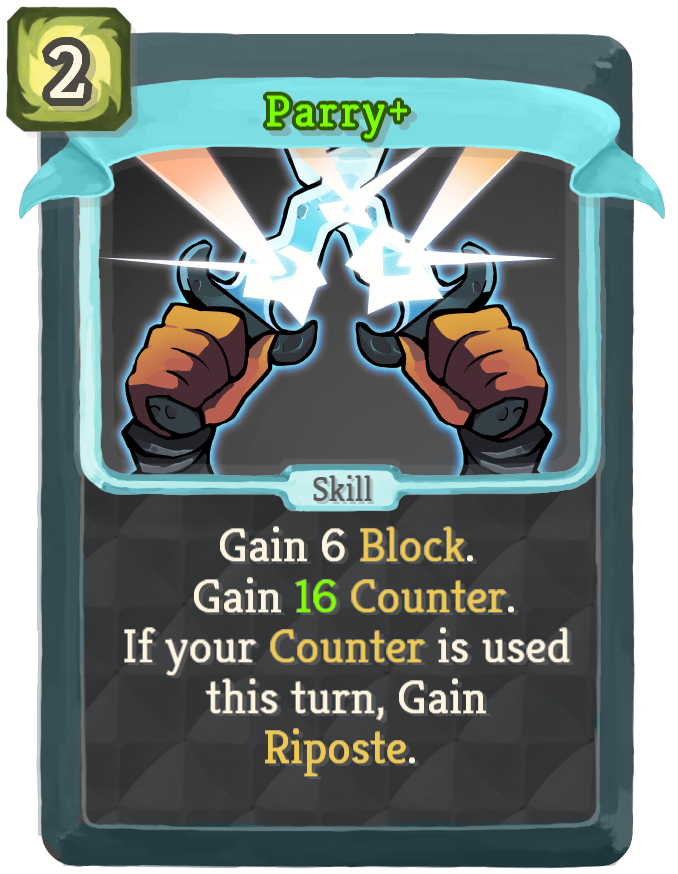 2
Parry+
Skill
Gain 6 Block.
Gain 16 Counter.
If your Counter is used
this turn, Gain
Riposte.